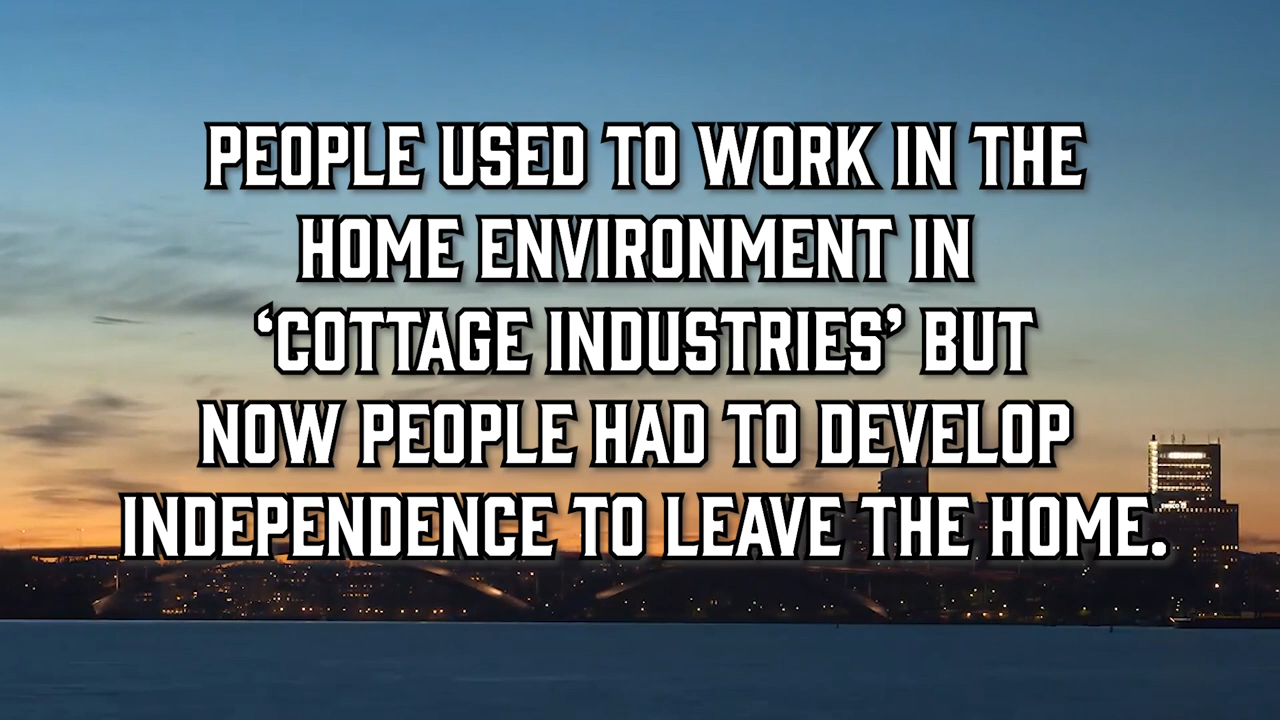 PEOPLE USED TO WORK IN THE
HOME ENVIRONMENT IN
‘COTTAGE INDUSTRIES’ BUT
NOW PEOPLE HAD TO DEVELOP
INDEPENDENCE TO LEAVE THE HOME.